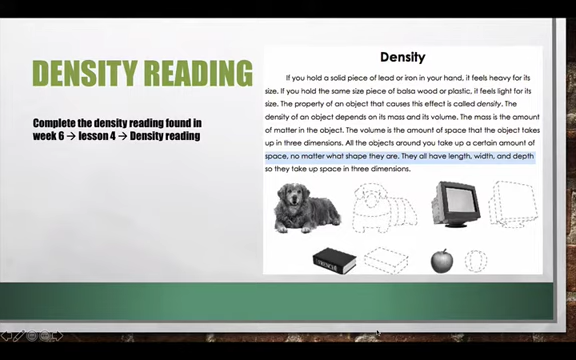 DENSITY READING
Complete the density reading found in
week 6 → lesson 4 → Density reading
Density
If you hold a solid piece of lead or iron in your hand, it feels heavy for its
size. If you hold the same size piece of balsa wood or plastic, it feels light for its
size. The property of an object that causes this effect is called density. The
density of an object depends on its mass and its volume. The mass is the amount
of matter in the object. The volume is the amount of space that the object takes
up in three dimensions. All the objects around you take up a certain amount of
space, no matter what shape they are. They all have length, width, and depth
so they take up space in three dimensions.